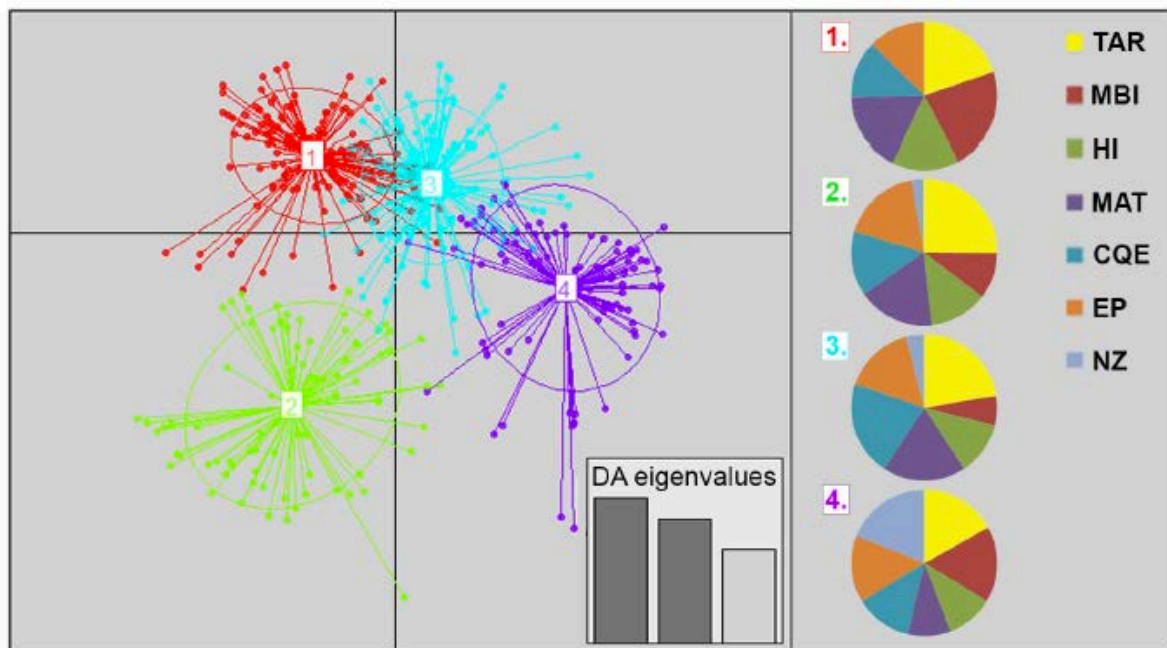 1
3
4
2
DA eigenvalues
1.
2.
3.
4.
TAR
MBI
HI
MAT
CQE
EP
NZ